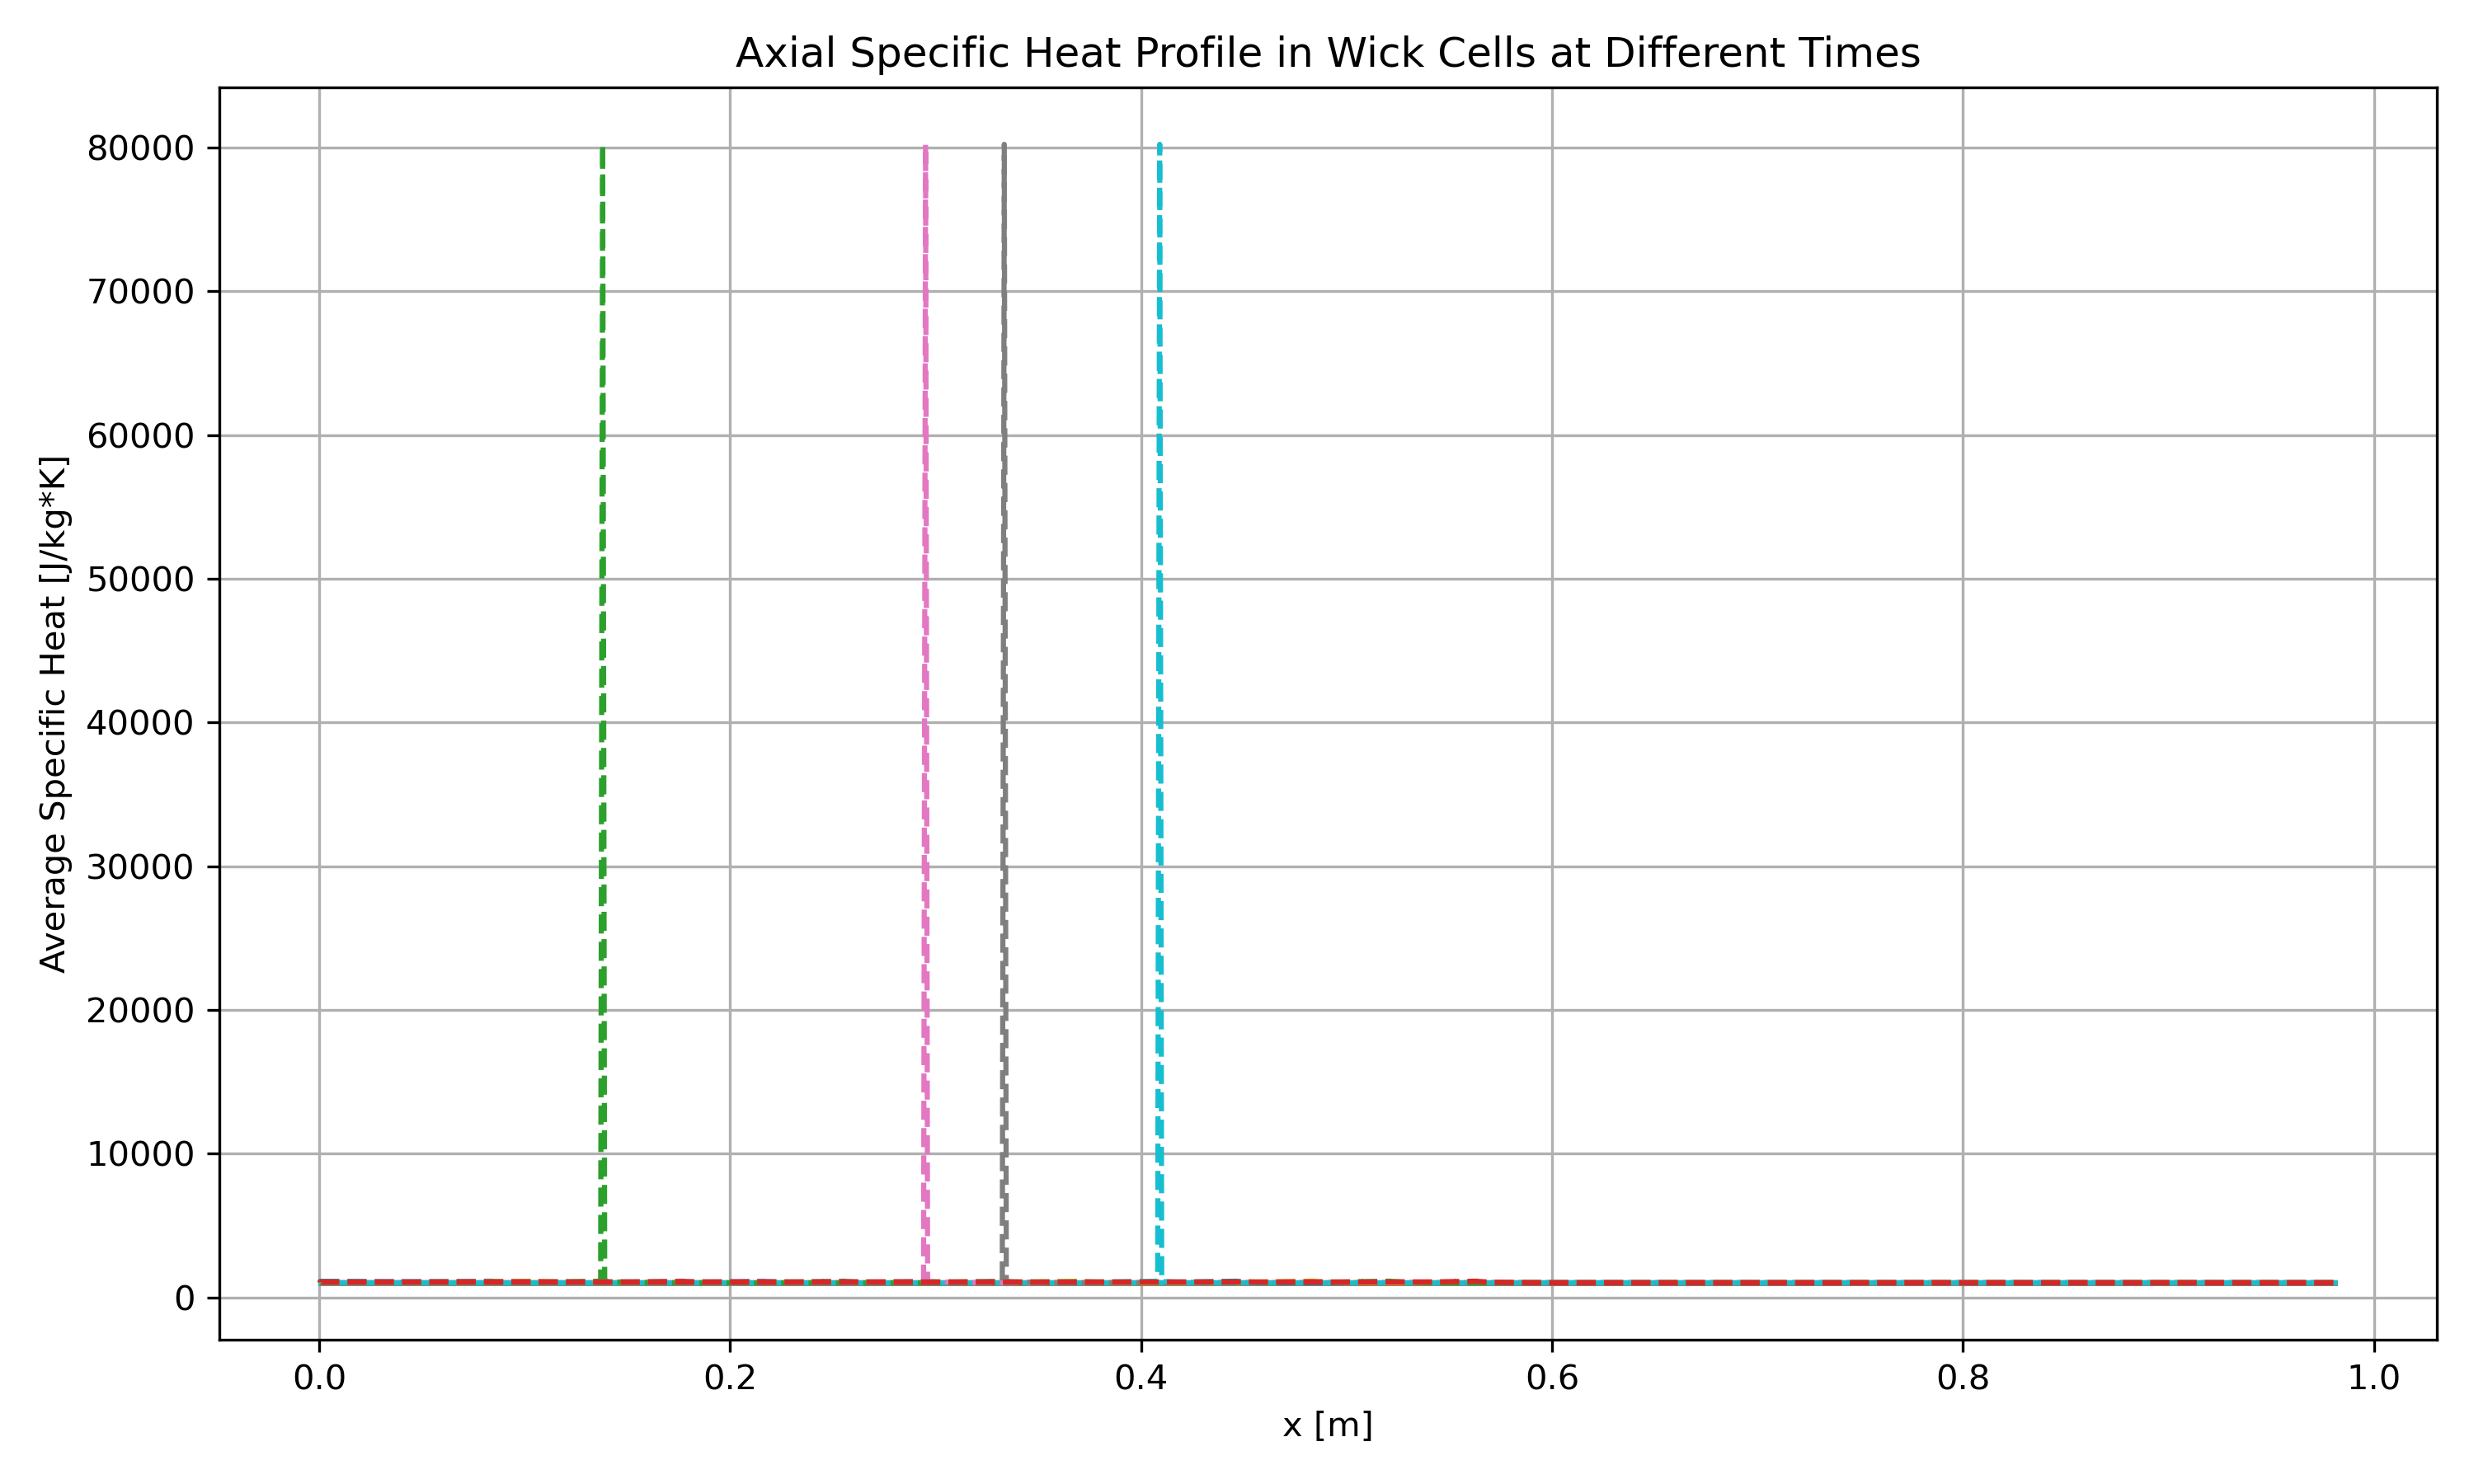 Axial Specific Heat Profile in Wick Cells at Different Times
Average Specific Heat [J/kg*K]
80000
70000
60000
50000
40000
30000
20000
10000
0
0.0 0.2 0.4 0.6 0.8 1.0
x [m]